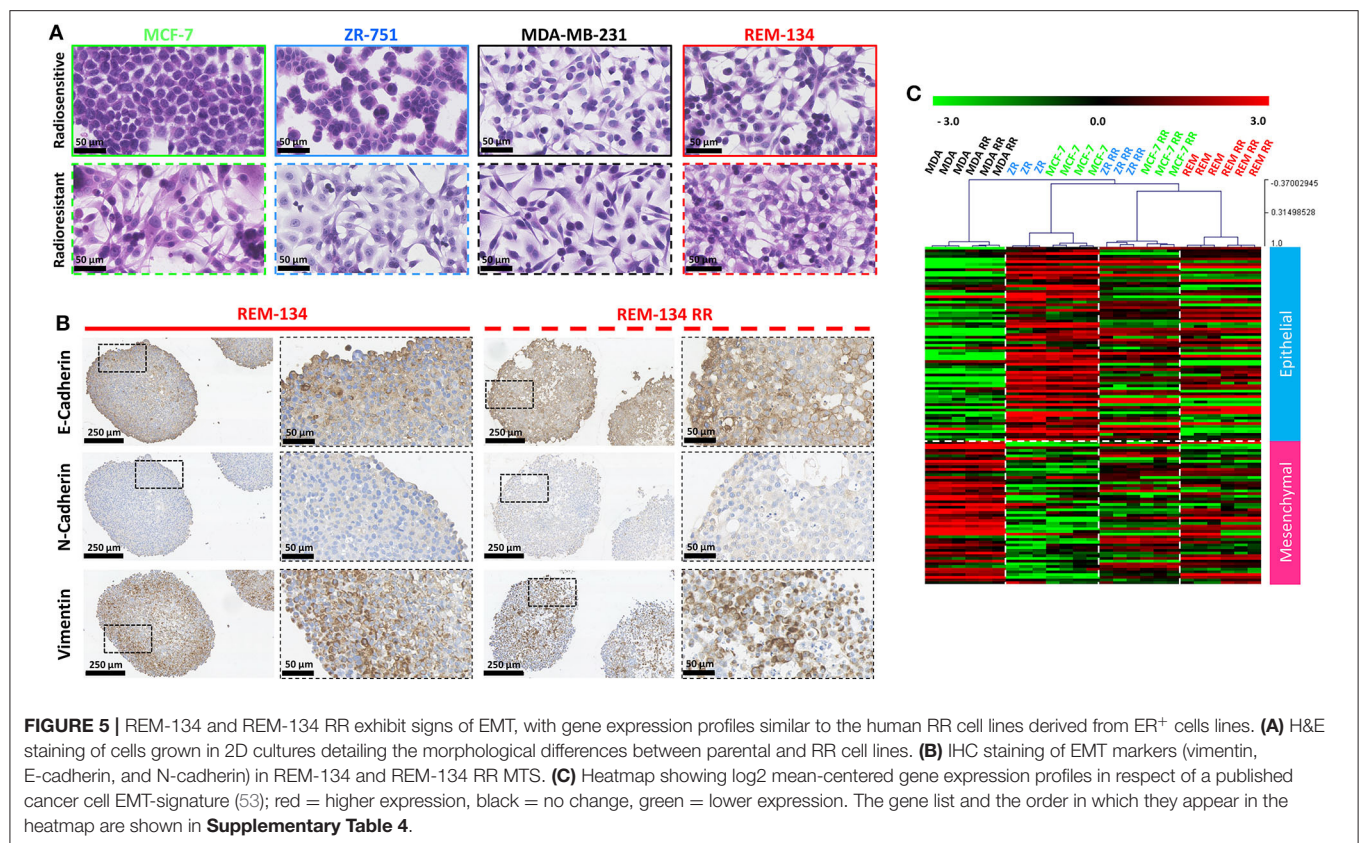 A
MCF-7 ZR-751 MDA-MB-231 REM-134
Radiosensitive
50 µm 50 µm 50 µm 50 µm
Radioresistant
50 µm 50 µm 50 µm 50 µm
B
REM-134 REM-134 RR
E-Cadherin
250 µm 50 µm 250 µm 50 µm
N-Cadherin
250 µm 50 µm 250 µm 50 µm
Vimentin
250 µm 50 µm 250 µm 50 µm
C
- 3.0 0.0 3.0
MDA MDA MDA MDA RR MDA RR MDA RR ZR ZR ZR MCF-7 MCF-7 MCF-7 MCF-7 ZR RR ZR RR ZR RR MCF-7 RR MCF-7 RR MCF-7 RR REM REM REM REM RR REM RR REM RR
-0.37002945
0.31498528
1.0
Epithelial
Mesenchymal
FIGURE 5 | REM-134 and REM-134 RR exhibit signs of EMT, with gene expression profiles similar to the human RR cell lines derived from ER⁺ cells lines. (A) H&E
staining of cells grown in 2D cultures detailing the morphological differences between parental and RR cell lines. (B) IHC staining of EMT markers (vimentin,
E-cadherin, and N-cadherin) in REM-134 and REM-134 RR MTS. (C) Heatmap showing log2 mean-centered gene expression profiles in respect of a published
cancer cell EMT-signature (53); red = higher expression, black = no change, green = lower expression. The gene list and the order in which they appear in the
heatmap are shown in Supplementary Table 4.